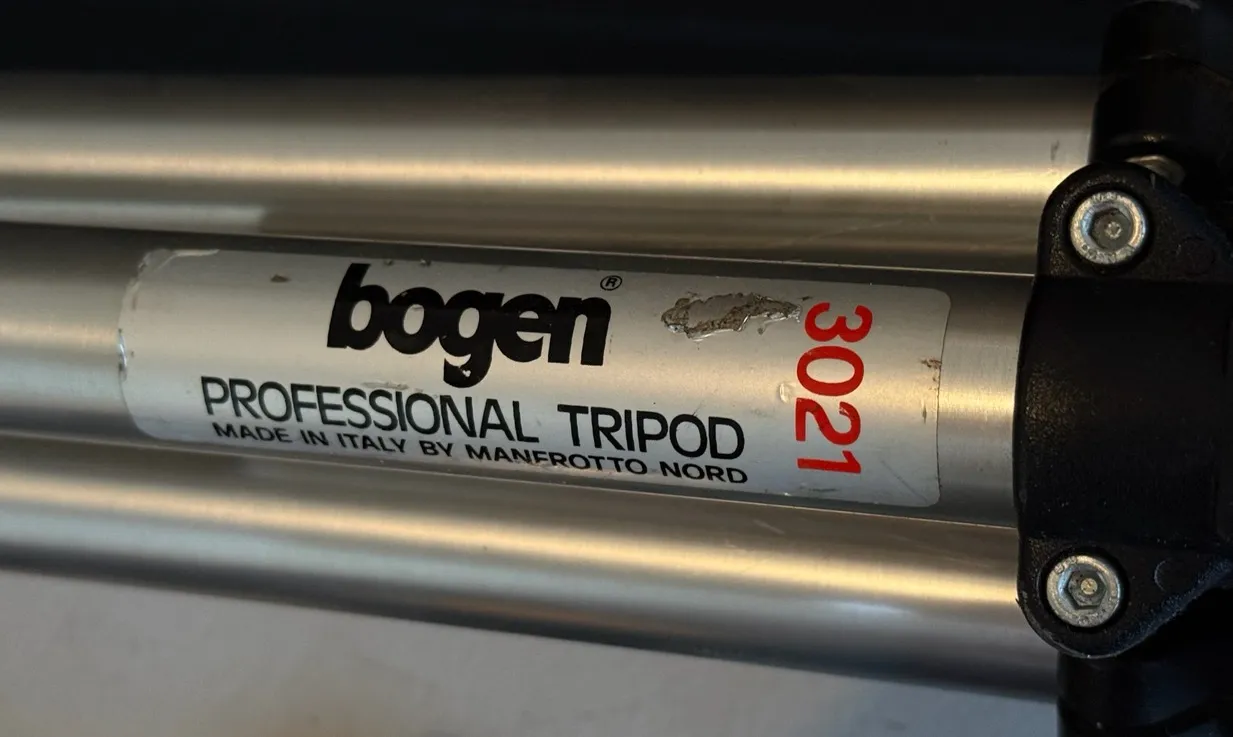 bogen®
PROFESSIONAL TRIPOD
MADE IN ITALY BY MANFROTTO NORD
3021